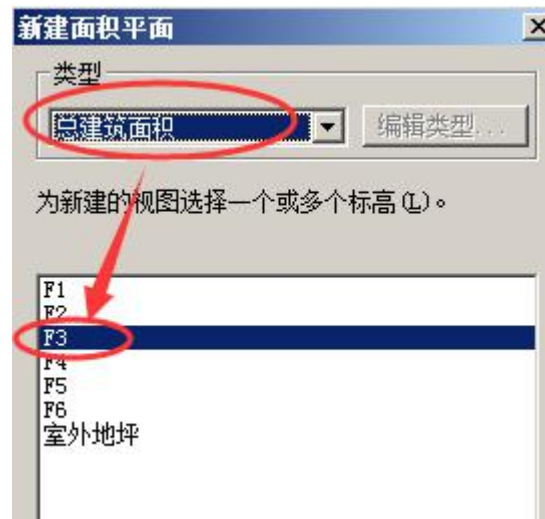 新建面积平面
类型
总建筑面积
编辑类型...
为新建的视图选择一个或多个标高(L)。
F1
F2
F3
F4
F5
F6
室外地坪